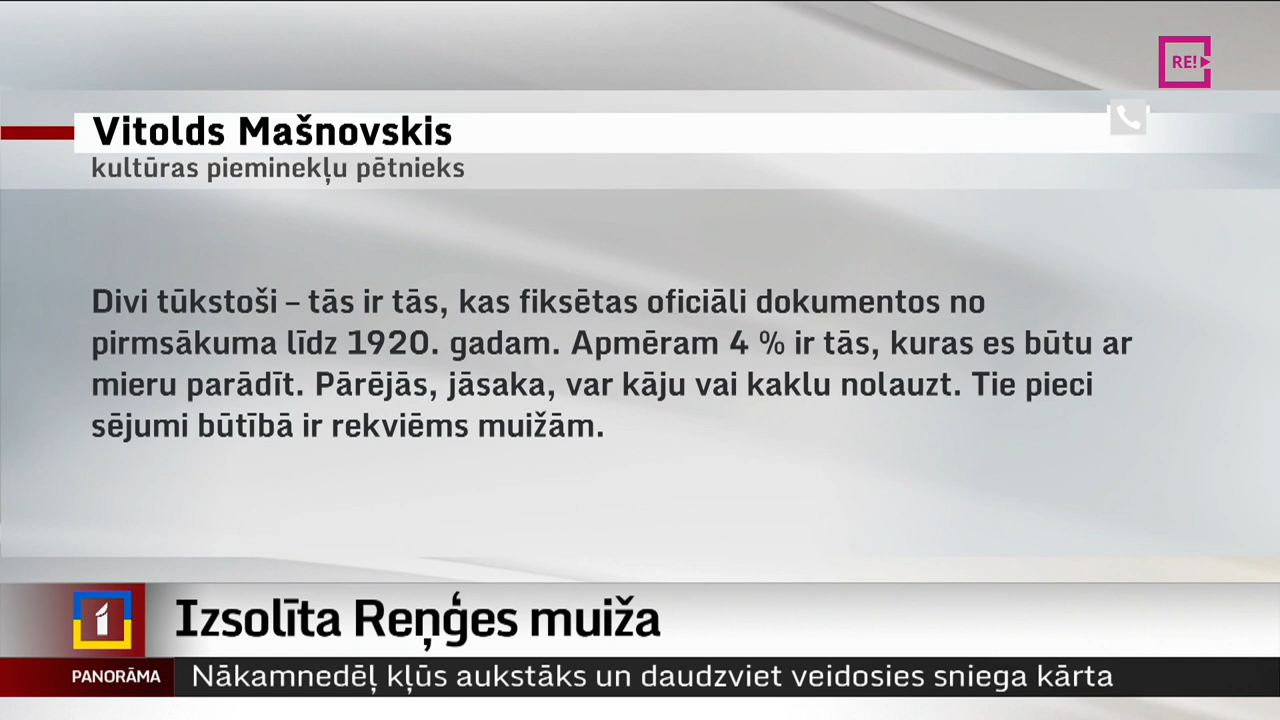 RE!
Vitolds Mašnovskis
kultūras pieminekļu pētnieks
Divi tūkstoši – tās ir tās, kas fiksētas oficiāli dokumentos no
pirmsākuma līdz 1920. gadam. Apmēram 4 % ir tās, kuras es būtu ar
mieru parādīt. Pārējās, jāsaka, var kāju vai kaklu nolauzt. Tie pieci
sējumi būtībā ir rekviēms muižām.
1
Izsolīta Reņģes muiža
PANORĀMA
Nākamnedēļ kļūs aukstāks un daudzviet veidosies sniega kārta